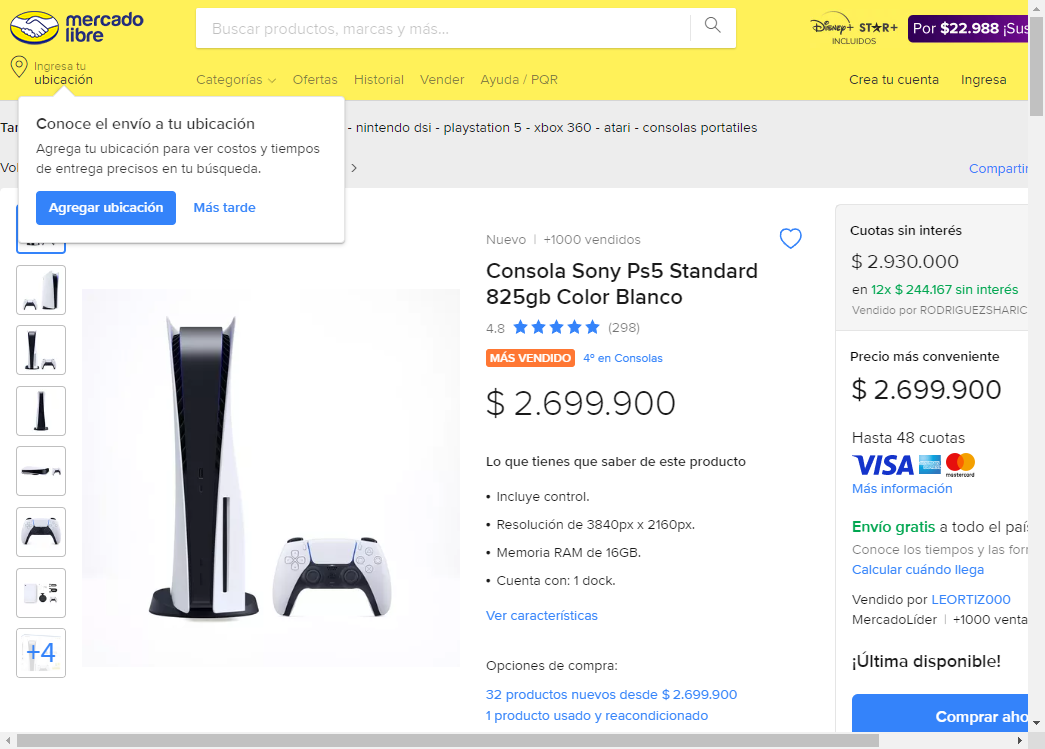 mercado
libre
Buscar productos, marcas y más...
Disney+ STAR+
INCLUIDOS
Por $22.988 ¡Sus
Ingresa tu
ubicación
Categorías
Ofertas
Historial
Vender
Ayuda / PQR
Crea tu cuenta
Ingresa
- nintendo dsi - playstation 5 - xbox 360 - atari - consolas portatiles
Conoce el envío a tu ubicación
Agrega tu ubicación para ver costos y tiempos
de entrega precisos en tu búsqueda.
Agregar ubicación
Más tarde
Compartir
+4
Nuevo | +1000 vendidos
Consola Sony Ps5 Standard
825gb Color Blanco
4.8 (298)
MÁS VENDIDO 4º en Consolas
$ 2.699.900
Lo que tienes que saber de este producto
• Incluye control.
• Resolución de 3840px x 2160px.
• Memoria RAM de 16GB.
• Cuenta con: 1 dock.
Ver características
Opciones de compra:
32 productos nuevos desde $ 2.699.900
1 producto usado y reacondicionado
Cuotas sin interés
$ 2.930.000
en 12x $ 244.167 sin interés
Vendido por RODRIGUEZSHARIC
Precio más conveniente
$ 2.699.900
Hasta 48 cuotas
VISA
mastercard
Más información
Envío gratis a todo el país
Conoce los tiempos y las for
Calcular cuándo llega
Vendido por LEORTIZ000
MercadoLíder | +1000 venta
¡Última disponible!
Comprar aho